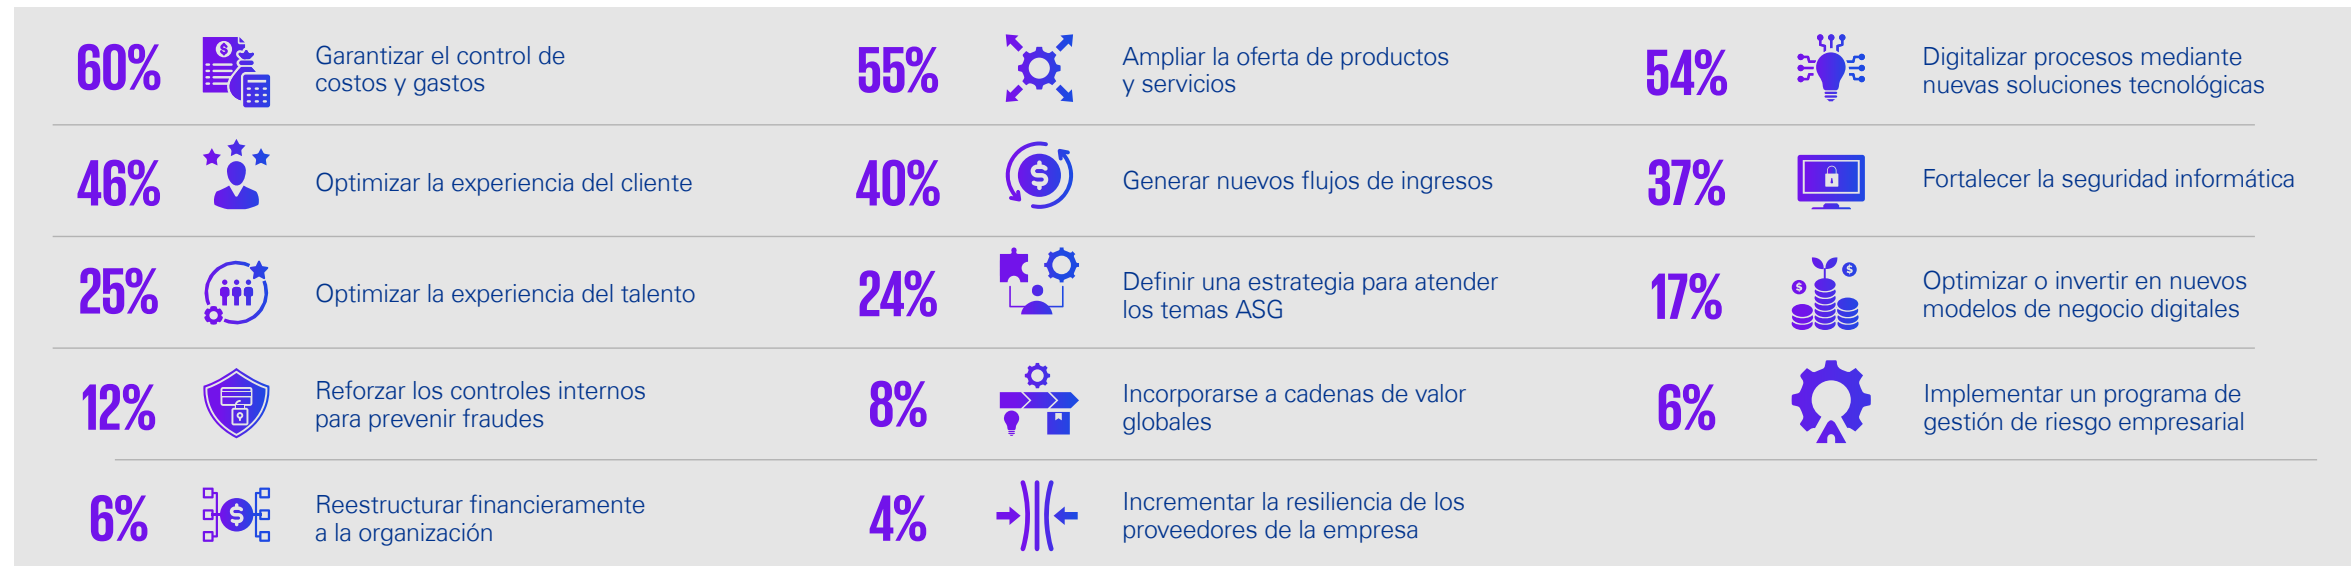 60%
Garantizar el control de
costos y gastos
55%
Ampliar la oferta de productos
y servicios
54%
Digitalizar procesos mediante
nuevas soluciones tecnológicas
46%
Optimizar la experiencia del cliente
40%
Generar nuevos flujos de ingresos
37%
Fortalecer la seguridad informática
25%
Optimizar la experiencia del talento
24%
Definir una estrategia para atender
los temas ASG
17%
Optimizar o invertir en nuevos
modelos de negocio digitales
12%
Reforzar los controles internos
para prevenir fraudes
8%
Incorporarse a cadenas de valor
globales
6%
Implementar un programa de
gestión de riesgo empresarial
6%
Reestructurar financieramente
a la organización
4%
Incrementar la resiliencia de los
proveedores de la empresa